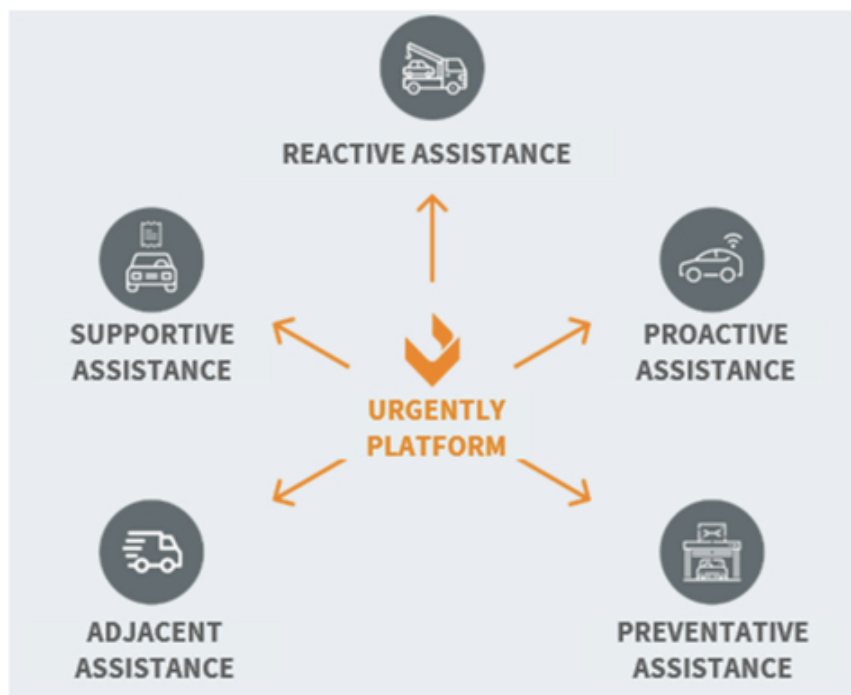 REACTIVE ASSISTANCE
SUPPORTIVE
ASSISTANCE
PROACTIVE
ASSISTANCE
URGENTLY
PLATFORM
ADJACENT
ASSISTANCE
PREVENTATIVE
ASSISTANCE